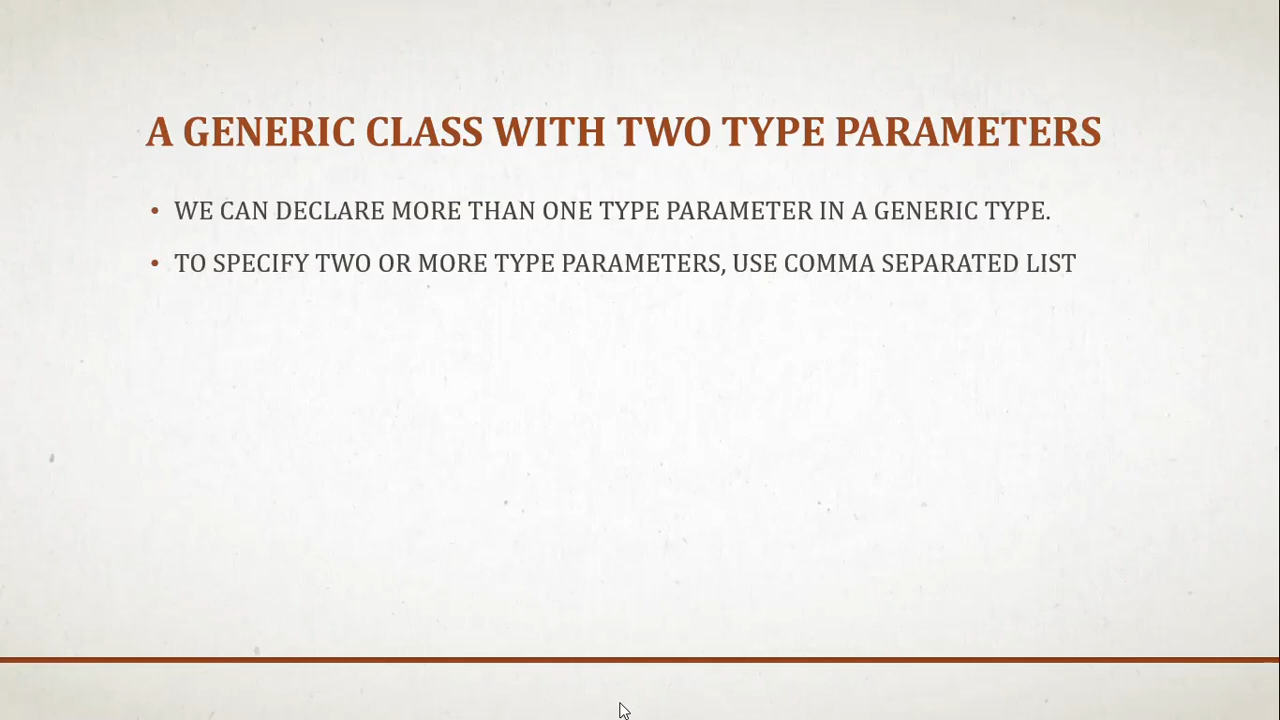 A GENERIC CLASS WITH TWO TYPE PARAMETERS
• WE CAN DECLARE MORE THAN ONE TYPE PARAMETER IN A GENERIC TYPE.
• TO SPECIFY TWO OR MORE TYPE PARAMETERS, USE COMMA SEPARATED LIST